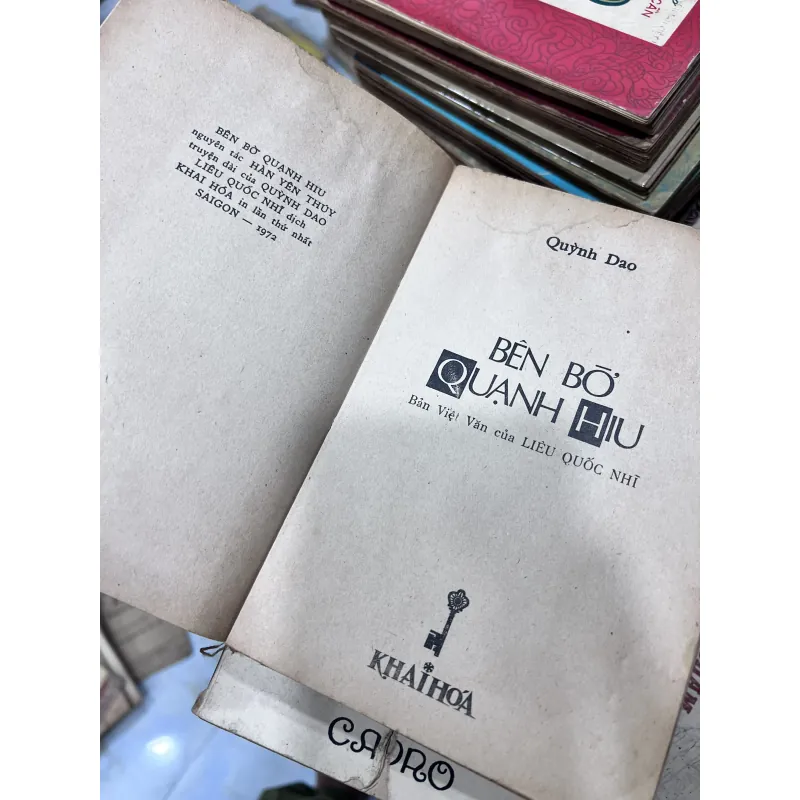 BÊN BỜ QUẠNH HIU
nguyên tác HÀN YÊN THÚY
truyện dài của QUỲNH DAO
LIÊU QUỐC NHĨ dịch
KHAI HÓA in lần thứ nhất
SAIGON — 1972
Quỳnh Dao
BÊN BỜ
QUẠNH HIU
Bản Việt Văn của LIÊU QUỐC NHĨ
KHAI HÓA
CẦN